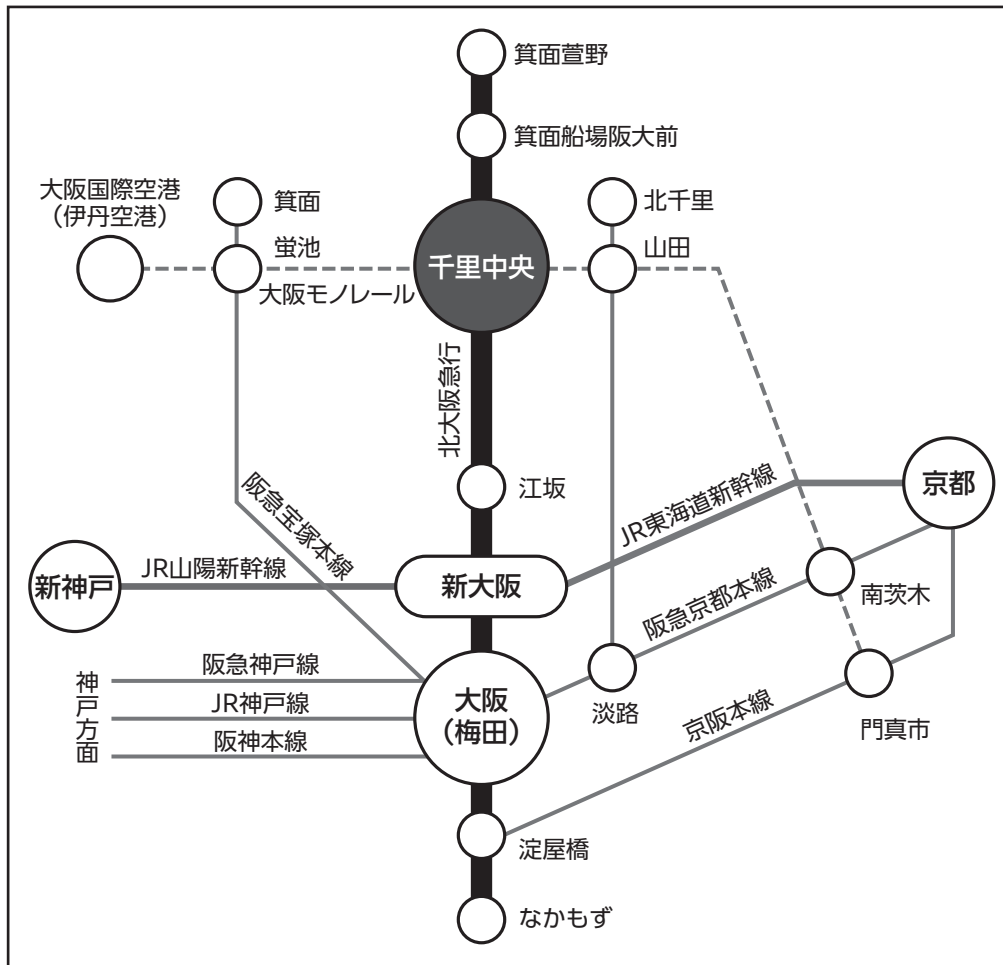 箕面萱野
箕面船場阪大前
大阪国際空港
（伊丹空港）
箕面
北千里
蛍池
千里中央
山田
大阪モノレール
北大阪急行
江坂
京都
阪急宝塚本線
JR東海道新幹線
新神戸
JR山陽新幹線
新大阪
阪急京都本線
南茨木
神戸方面
阪急神戸線
JR神戸線
阪神本線
大阪
（梅田）
淡路
京阪本線
門真市
淀屋橋
なかもず